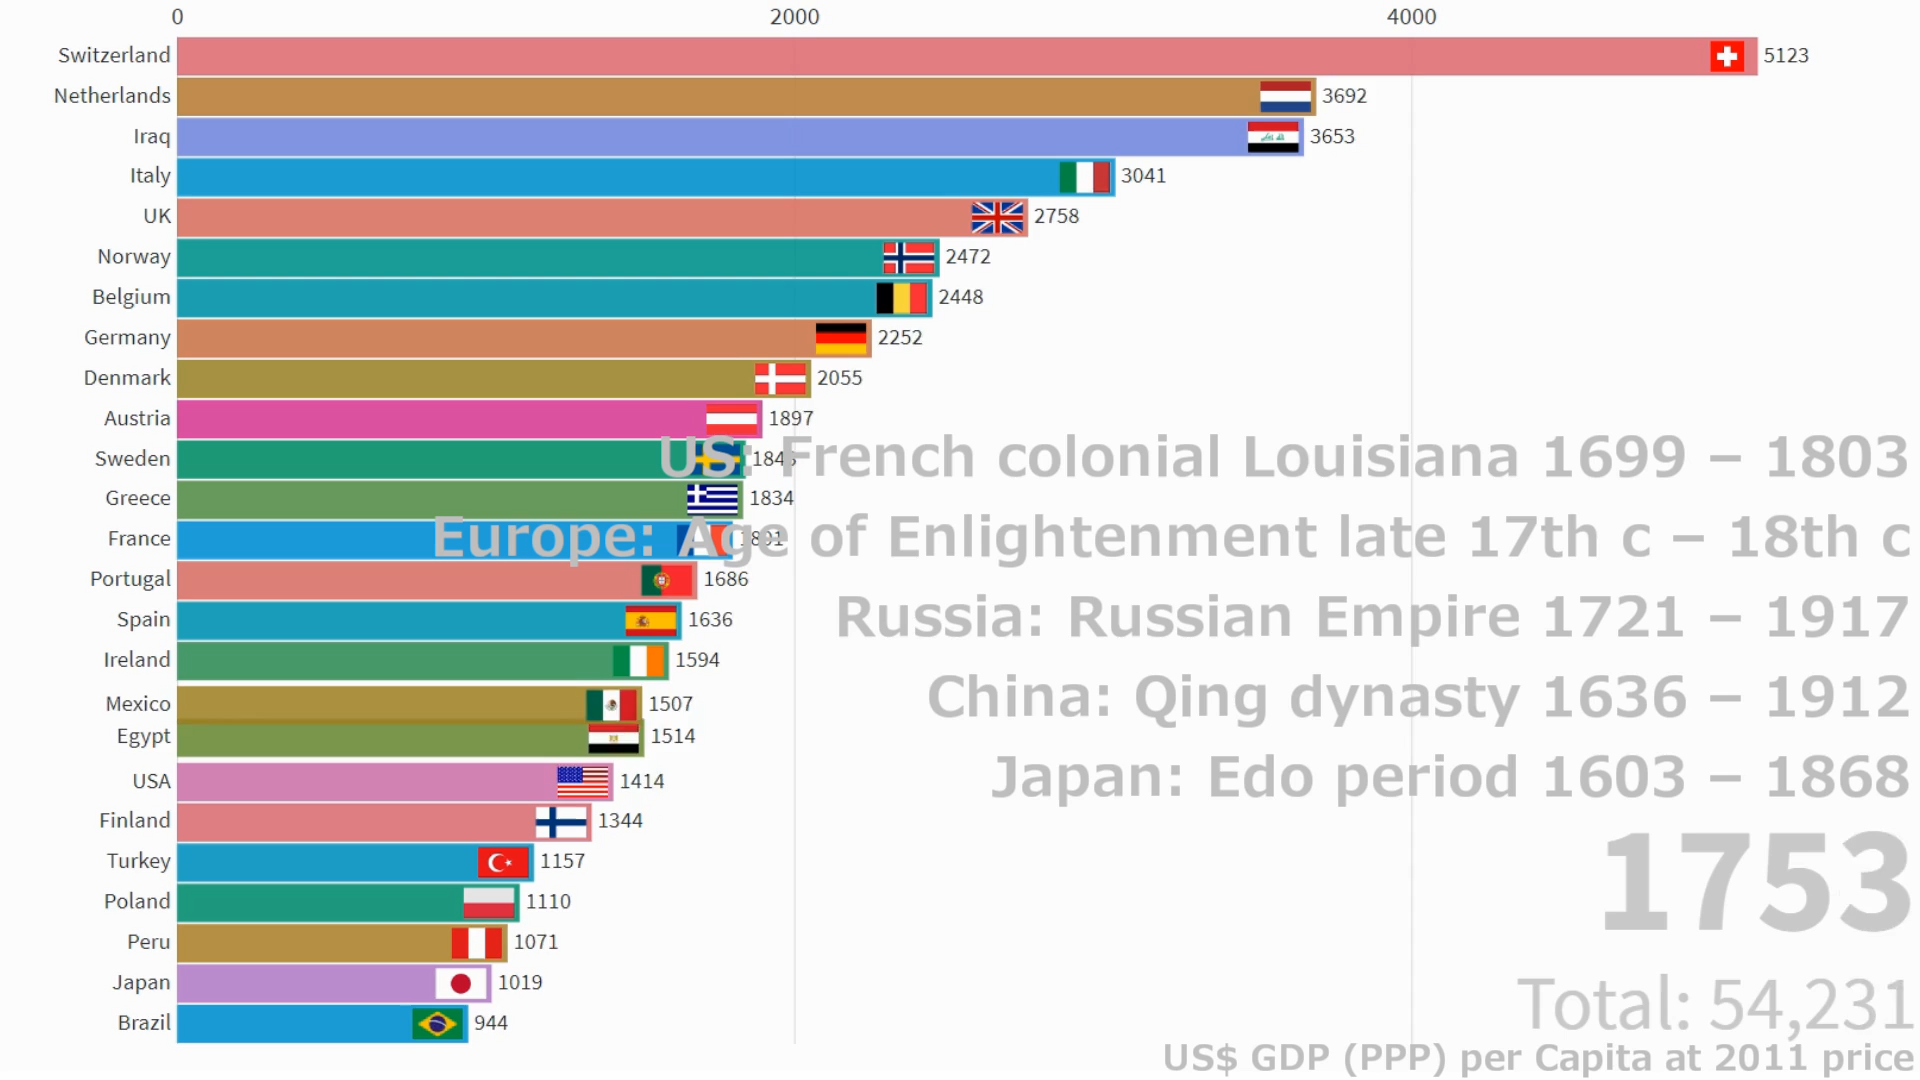 0 2000 4000
Switzerland 5123
Netherlands 3692
Iraq 3653
Italy 3041
UK 2758
Norway 2472
Belgium 2448
Germany 2252
Denmark 2055
Austria 1897
Sweden
US: French colonial Louisiana 1699 – 1803
Greece 1834
France
Europe: Age of Enlightenment late 17th c – 18th c
Portugal 1686
Spain 1636
Russia: Russian Empire 1721 – 1917
Ireland 1594
Mexico 1507
China: Qing dynasty 1636 – 1912
Egypt 1514
USA 1414
Japan: Edo period 1603 – 1868
Finland 1344
Turkey 1157
1753
Poland 1110
Peru 1071
Japan 1019
Total: 54,231
Brazil 944
US$ GDP (PPP) per Capita at 2011 price